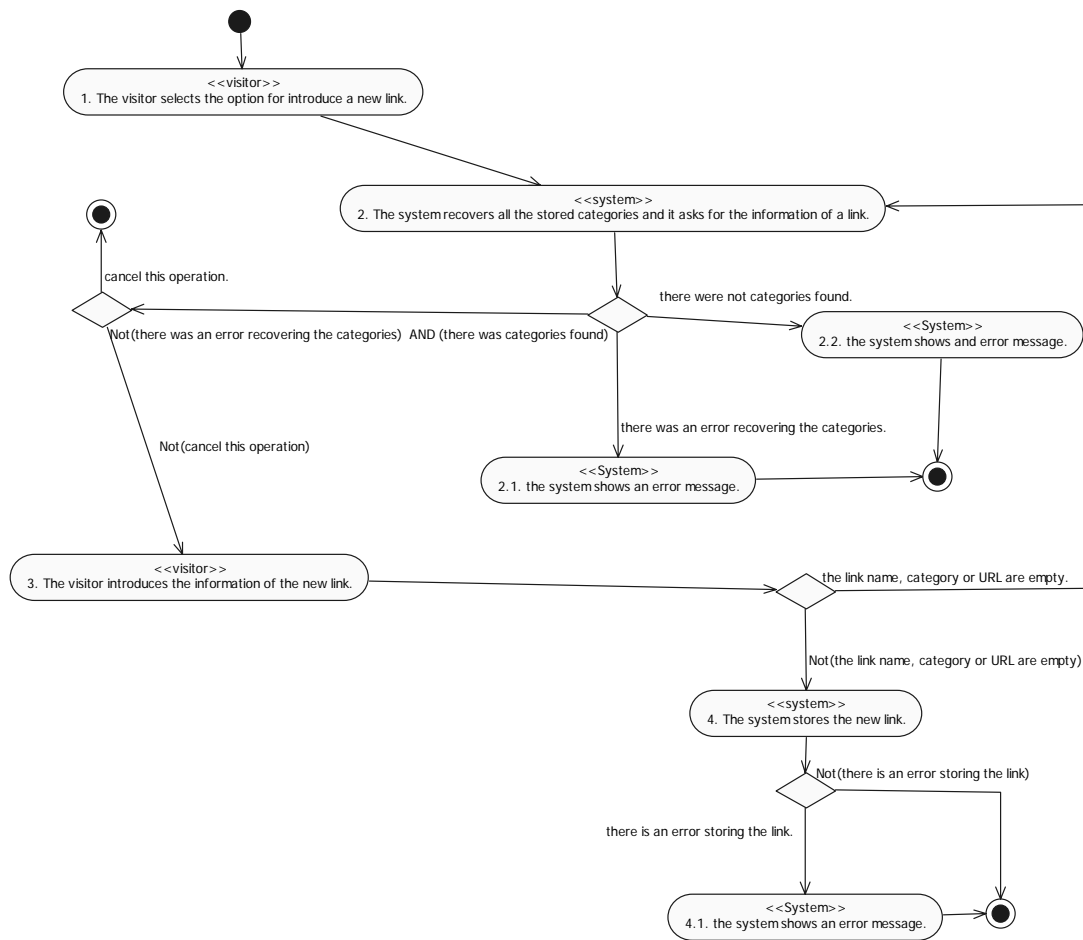 <<visitor>>
1. The visitor selects the option for introduce a new link.
<<system>>
2. The system recovers all the stored categories and it asks for the information of a link.
cancel this operation.
there were not categories found.
Not(there was an error recovering the categories) AND (there was categories found)
<<System>>
2.2. the system shows and error message.
there was an error recovering the categories.
Not(cancel this operation)
<<System>>
2.1. the system shows an error message.
<<visitor>>
3. The visitor introduces the information of the new link.
the link name, category or URL are empty.
Not(the link name, category or URL are empty)
<<system>>
4. The system stores the new link.
Not(there is an error storing the link)
there is an error storing the link.
<<System>>
4.1. the system shows an error message.